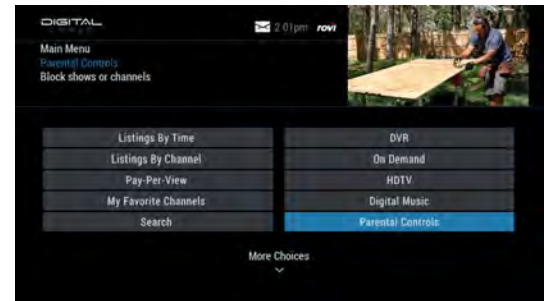 DIGITAL
2:01pm rovi
Main Menu
Parental Controls
Block shows or channels
Listings By Time
DVR
Listings By Channel
On Demand
Pay-Per-View
HDTV
My Favorite Channels
Digital Music
Search
Parental Controls
More Choices